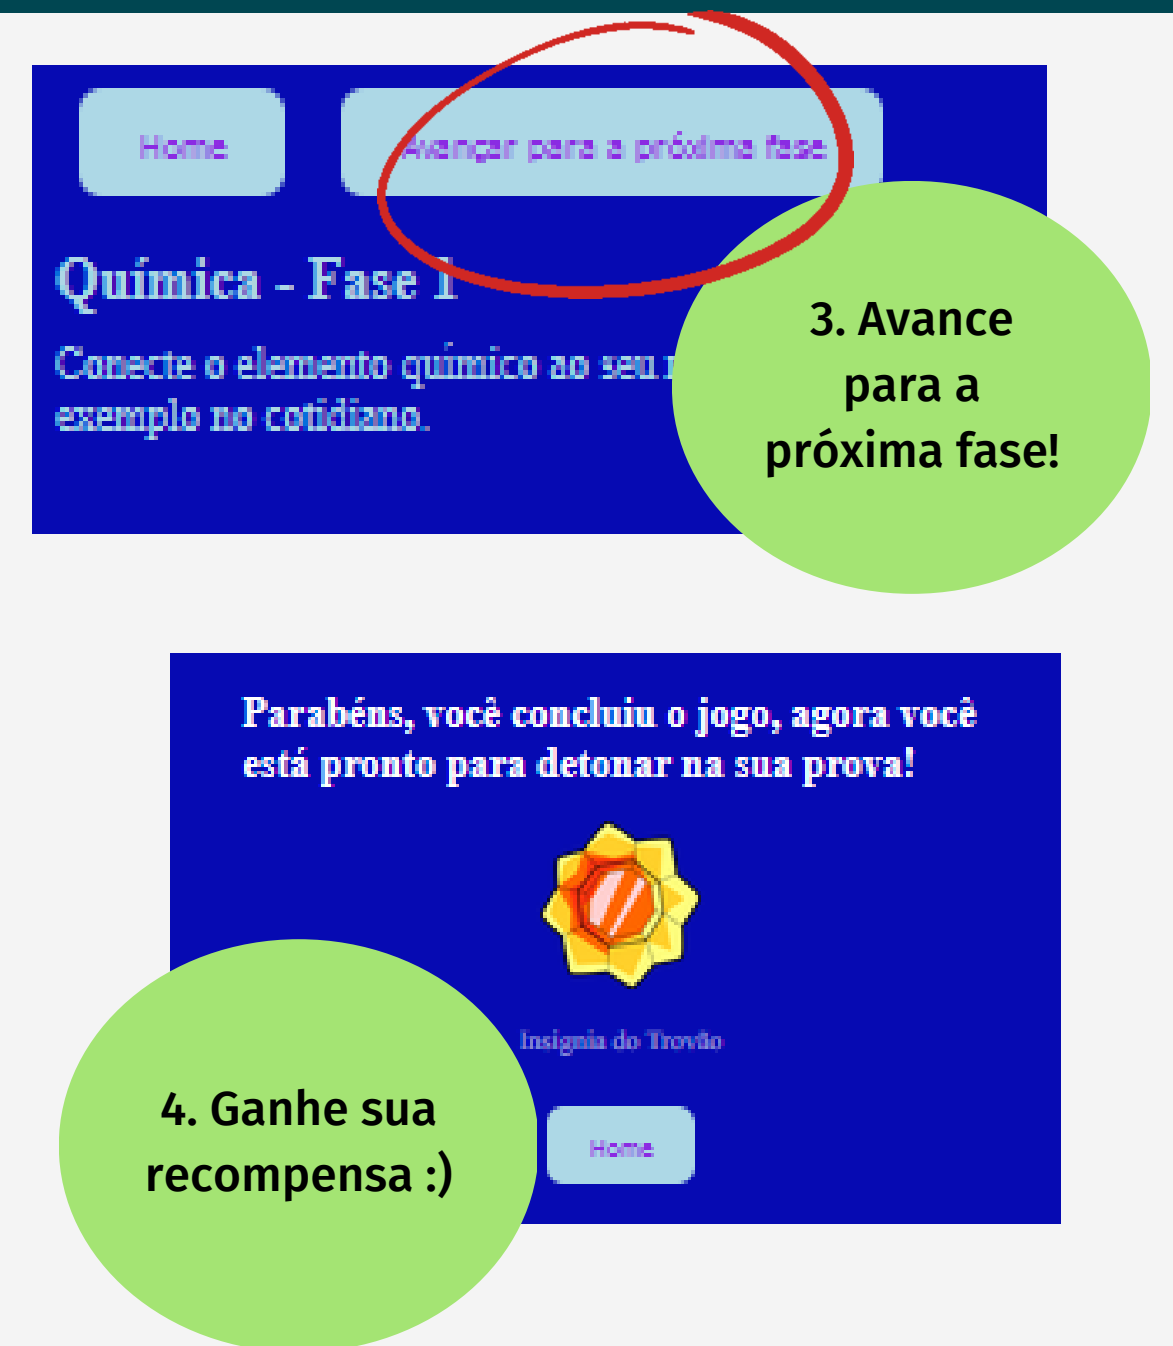 Home
Avançar para a próxima fase
Química - Fase 1
Conecte o elemento químico ao seu
exemplo no cotidiano.
3. Avance
para a
próxima fase!
Parabéns, você concluiu o jogo, agora você
está pronto para detonar na sua prova!
Insígnia do Trovão
Home
4. Ganhe sua
recompensa :)